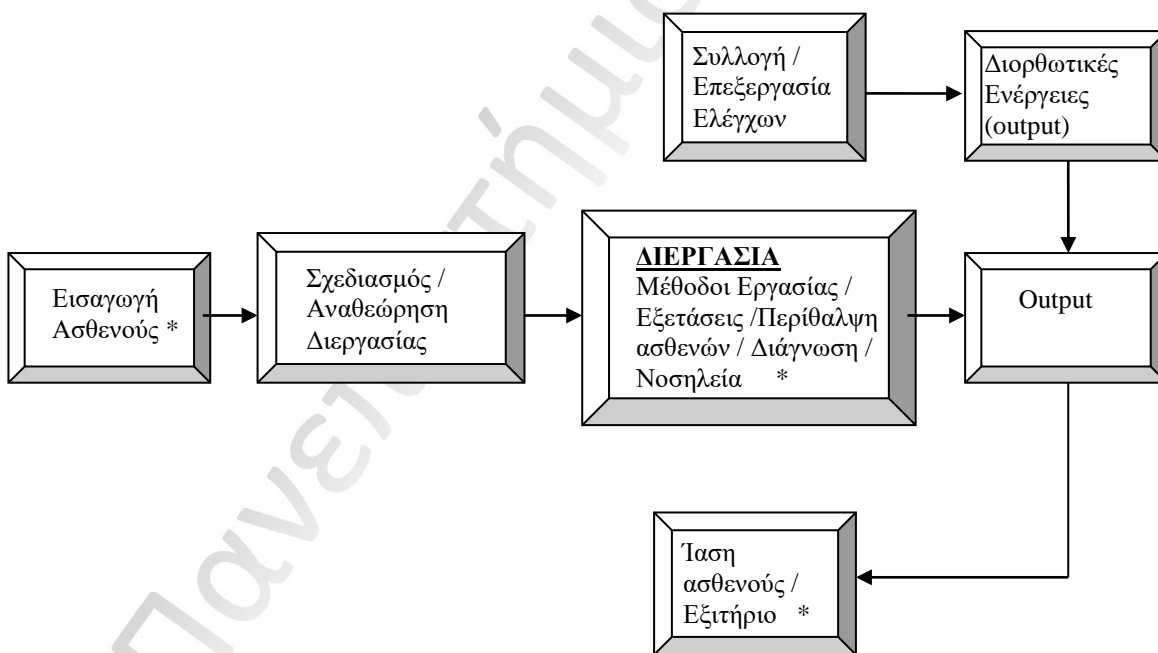 Συλλογή /
Επεξεργασία
Ελέγχων
Διορθωτικές
Ενέργειες
(output)
Εισαγωγή
Ασθενούς *
Σχεδιασμός /
Αναθεώρηση
Διεργασίας
ΔΙΕΡΓΑΣΙΑ
Μέθοδοι Εργασίας /
Εξετάσεις /Περίθαλψη
ασθενών / Διάγνωση /
Νοσηλεία *
Output
Ίαση
ασθενούς /
Εξιτήριο *
Πανεπιστήμιο